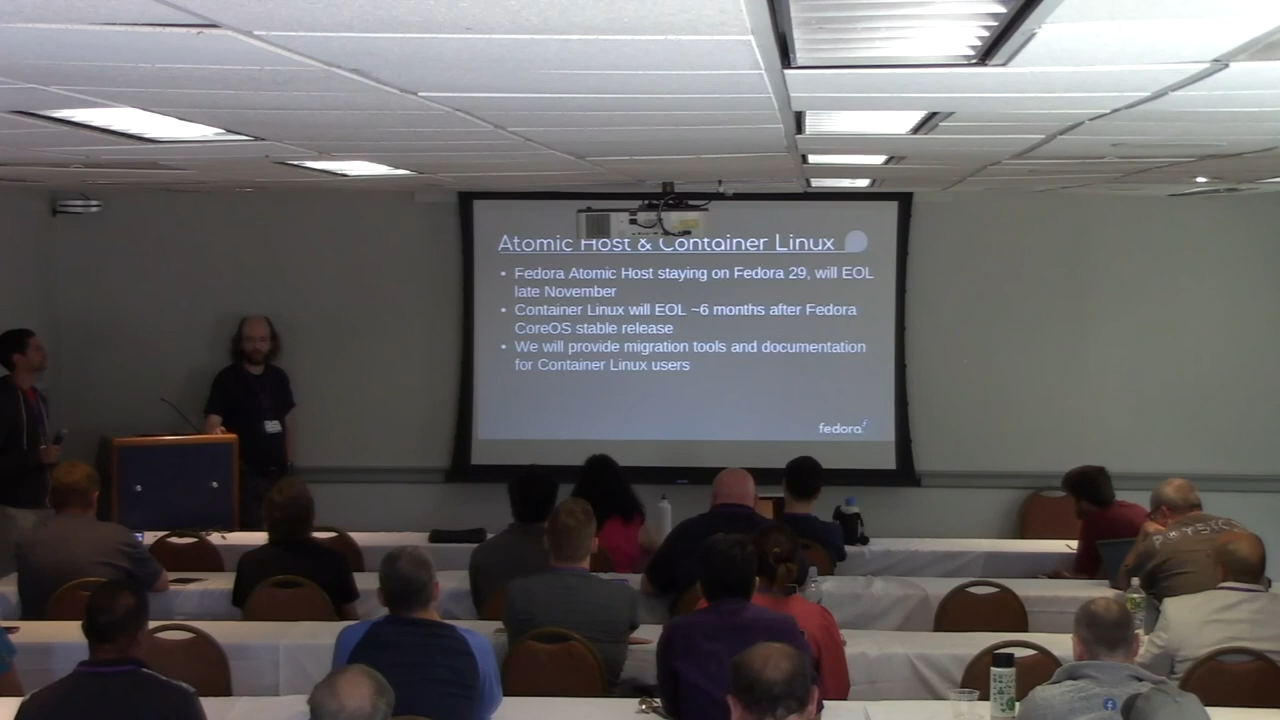 Atomic Host & Container Linux
• Fedora Atomic Host staying on Fedora 29, will EOL
late November
• Container Linux will EOL ~6 months after Fedora
CoreOS stable release
• We will provide migration tools and documentation
for Container Linux users
fedora